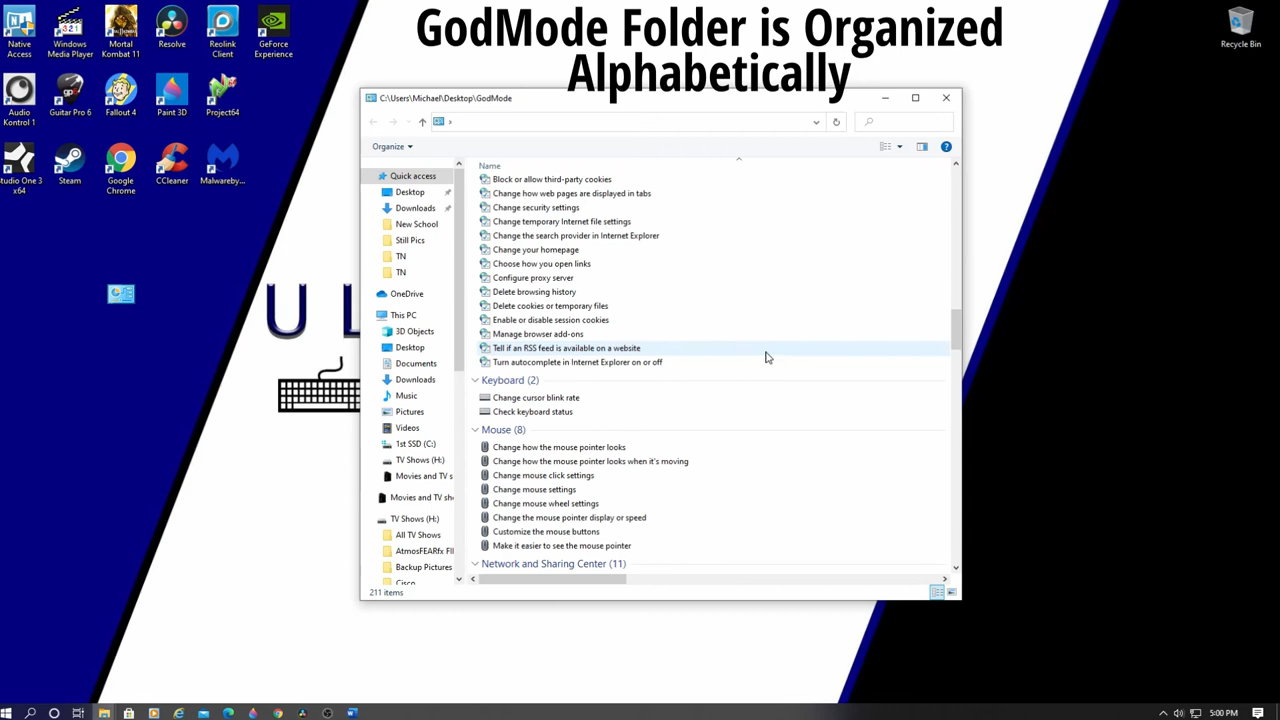 GodMode Folder is Organized
Alphabetically
Native
Access
Windows
Media Player
Mortal
Kombat 11
Resolve
Reolink
Client
GeForce
Experience
Recycle Bin
Audio
Kontrol 1
Guitar Pro 6
Fallout 4
Paint 3D
Project64
Studio One 3
x64
Steam
Google
Chrome
CCleaner
Malwareby...
U L
C:\Users\Michael\Desktop\GodMode
Organize
Quick access
Desktop
Downloads
New School
Still Pics
TN
TN
OneDrive
This PC
3D Objects
Desktop
Documents
Downloads
Music
Pictures
Videos
1st SSD (C:)
TV Shows (H:)
Movies and TV s
Movies and TV sho
TV Shows (H:)
All TV Shows
AtmosFEARfx FII
Backup Pictures
Cisco
Name
Block or allow third-party cookies
Change how web pages are displayed in tabs
Change security settings
Change temporary Internet file settings
Change the search provider in Internet Explorer
Change your homepage
Choose how you open links
Configure proxy server
Delete browsing history
Delete cookies or temporary files
Enable or disable session cookies
Manage browser add-ons
Tell if an RSS feed is available on a website
Turn autocomplete in Internet Explorer on or off
Keyboard (2)
Change cursor blink rate
Check keyboard status
Mouse (8)
Change how the mouse pointer looks
Change how the mouse pointer looks when it's moving
Change mouse click settings
Change mouse settings
Change mouse wheel settings
Change the mouse pointer display or speed
Customize the mouse buttons
Make it easier to see the mouse pointer
Network and Sharing Center (11)
211 items
5:00 PM